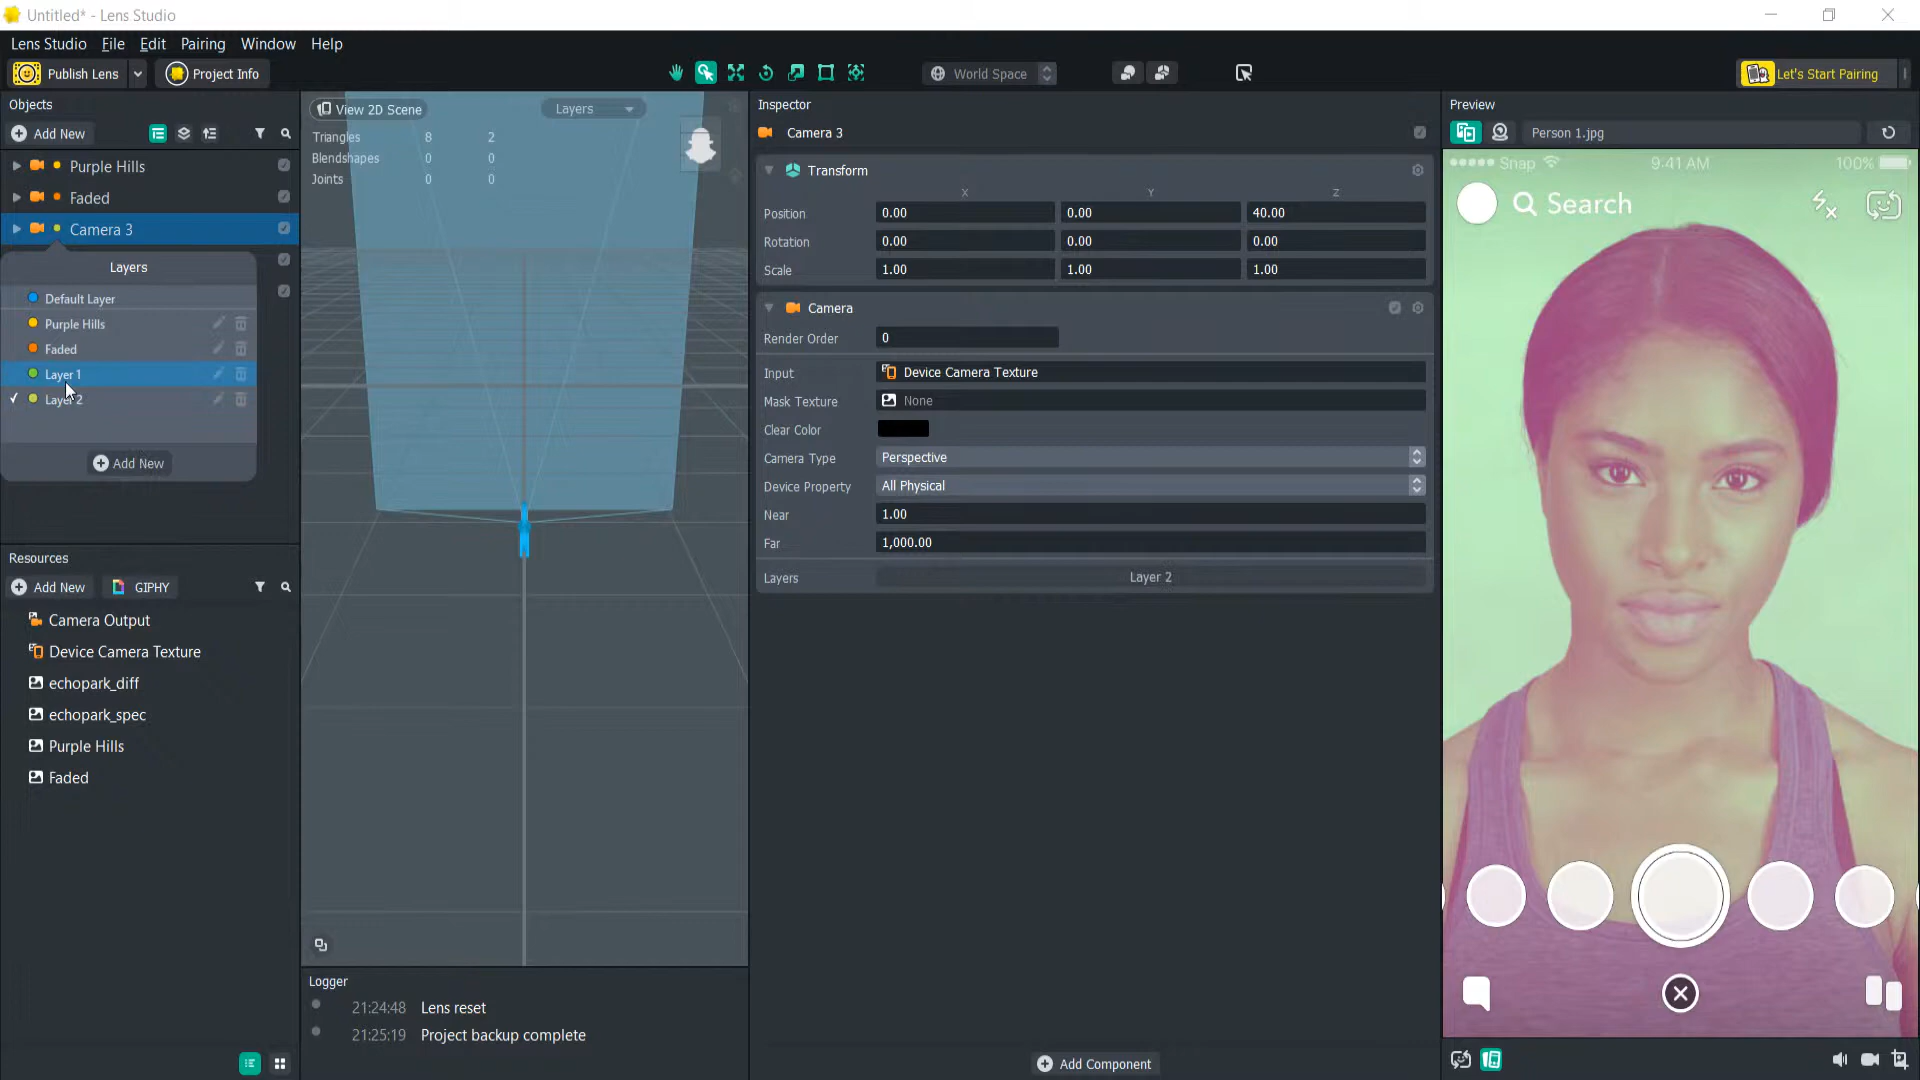 Untitled* - Lens Studio
Lens Studio File Edit Pairing Window Help
Publish Lens Project Info World Space Let's Start Pairing
Objects
Add New
Purple Hills
Faded
Camera 3
Layers
Default Layer
Purple Hills
Faded
Layer 1
Layer 2
Add New
Resources
Add New GIPHY
Camera Output
Device Camera Texture
echopark_diff
echopark_spec
Purple Hills
Faded
View 2D Scene Layers
Triangles 8 2
Blendshapes 0 0
Joints 0 0
Logger
21:24:48 Lens reset
21:25:19 Project backup complete
Inspector
Camera 3
Transform
X Y Z
Position 0.00 0.00 40.00
Rotation 0.00 0.00 0.00
Scale 1.00 1.00 1.00
Camera
Render Order 0
Input Device Camera Texture
Mask Texture None
Clear Color
Camera Type Perspective
Device Property All Physical
Near 1.00
Far 1,000.00
Layers Layer 2
Add Component
Preview
Person 1.jpg
Snap 9:41 AM 100%
Search